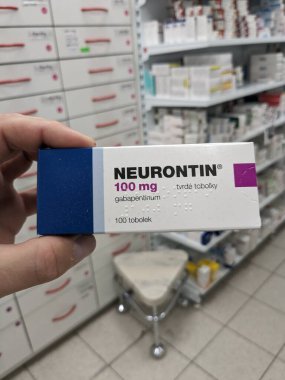 NEURONTIN®
100 mg tvrdé tobolky
gabapentinum
100 tobolek